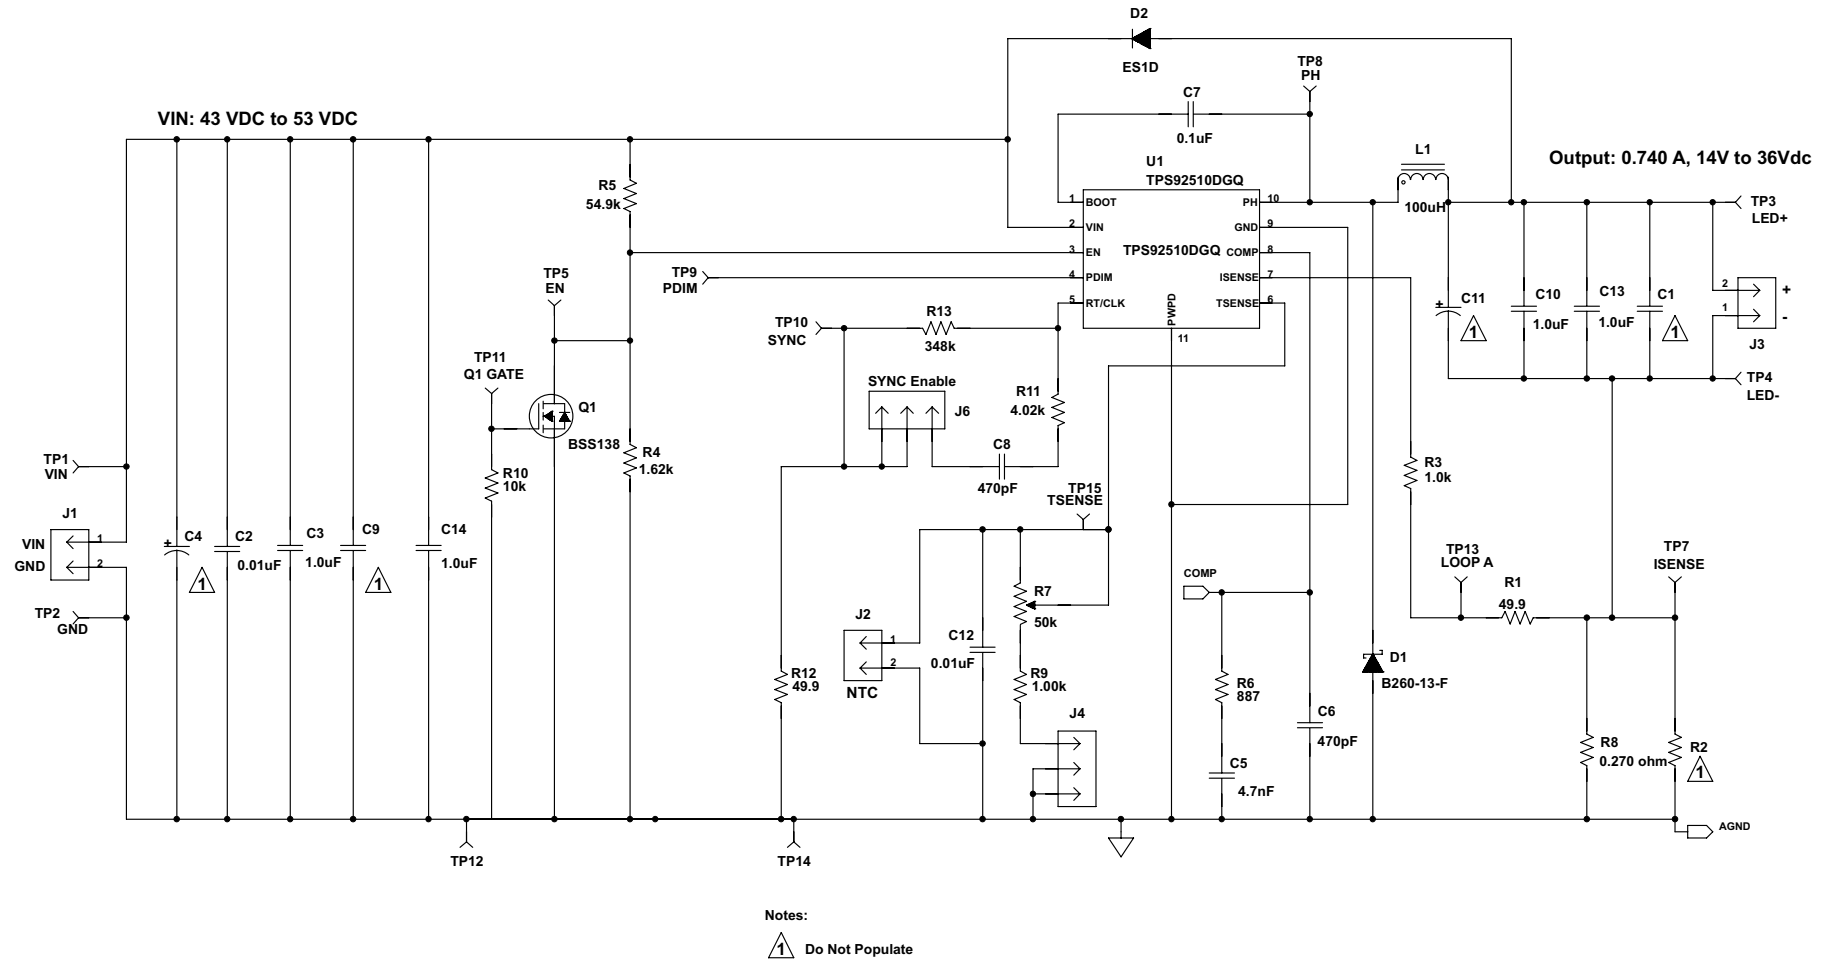 D2
ES1D
TP8
PH
C7
0.1uF
VIN: 43 VDC to 53 VDC
L1
100uH
Output: 0.740 A, 14V to 36Vdc
U1
TPS92510DGQ
TPS92510DGQ
1 BOOT
2 VIN
3 EN
4 PDIM
5 RT/CLK
PH 10
GND 9
COMP 8
ISENSE 7
TSENSE 6
PWPD
11
R5
54.9k
TP3
LED+
TP5
EN
TP9
PDIM
TP10
SYNC
R13
348k
C11
1
C10
1.0uF
C13
1.0uF
C1
1
2
1
+
-
J3
TP4
LED-
TP11
Q1 GATE
SYNC Enable
J6
R11
4.02k
Q1
BSS138
R4
1.62k
C8
470pF
R3
1.0k
TP1
VIN
R10
10k
TP15
TSENSE
J1
VIN
GND
1
2
+
C4
1
C2
0.01uF
C3
1.0uF
C9
1
C14
1.0uF
TP13
LOOP A
TP7
ISENSE
R1
49.9
COMP
TP2
GND
J2
1
2
NTC
C12
0.01uF
R7
50k
R9
1.00k
R12
49.9
D1
B260-13-F
R6
887
J4
C6
470pF
C5
4.7nF
R8
0.270 ohm
R2
1
AGND
TP12
TP14
Notes:
1 Do Not Populate
+